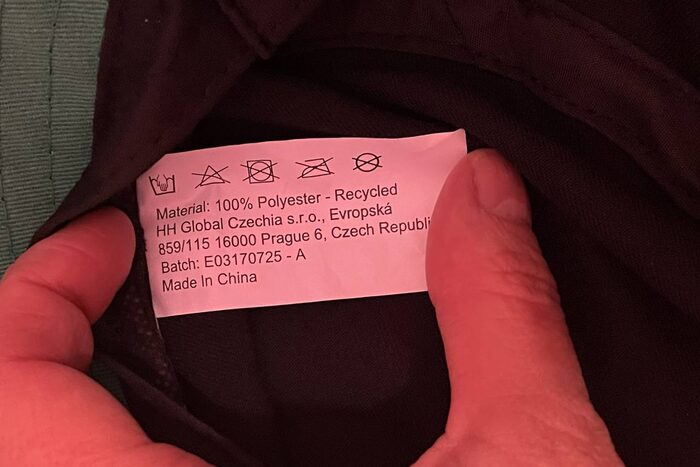 Material: 100% Polyester - Recycled
HH Global Czechia s.r.o., Evropská
859/115 16000 Prague 6, Czech Republi
Batch: E03170725 - A
Made In China